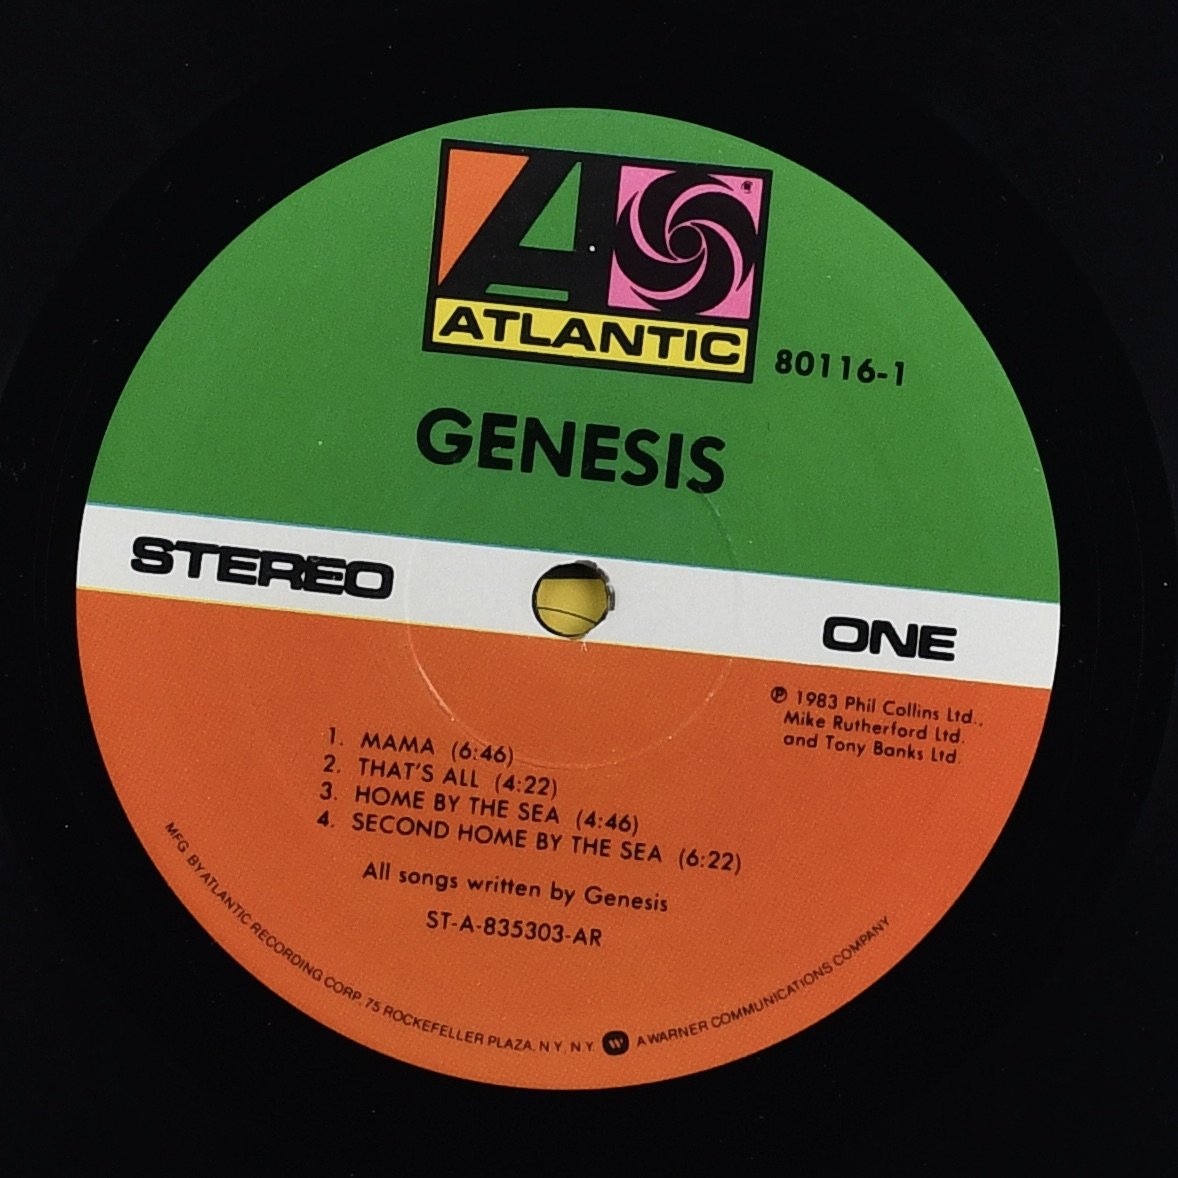 ATLANTIC
80116-1
GENESIS
STEREO
ONE
℗ 1983 Phil Collins Ltd.,
Mike Rutherford Ltd.
and Tony Banks Ltd.
1. MAMA (6:46)
2. THAT'S ALL (4:22)
3. HOME BY THE SEA (4:46)
4. SECOND HOME BY THE SEA (6:22)
All songs written by Genesis
ST-A-835303-AR
MFG. BY ATLANTIC RECORDING CORP., 75 ROCKEFELLER PLAZA, N.Y., N.Y. A WARNER COMMUNICATIONS COMPANY